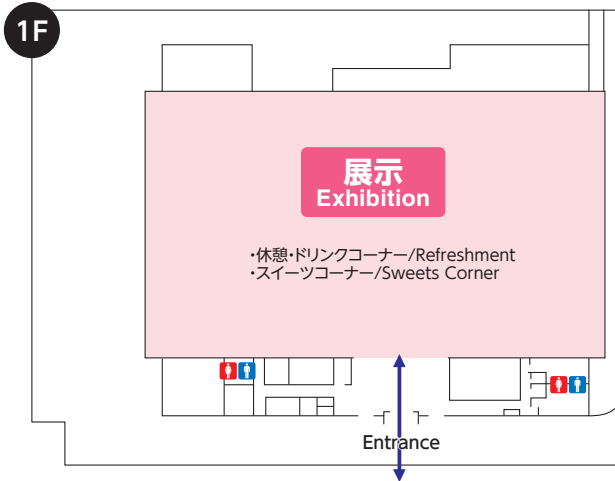 1F
展示
Exhibition
・休憩・ドリンクコーナー/Refreshment
・スイーツコーナー/Sweets Corner
Entrance